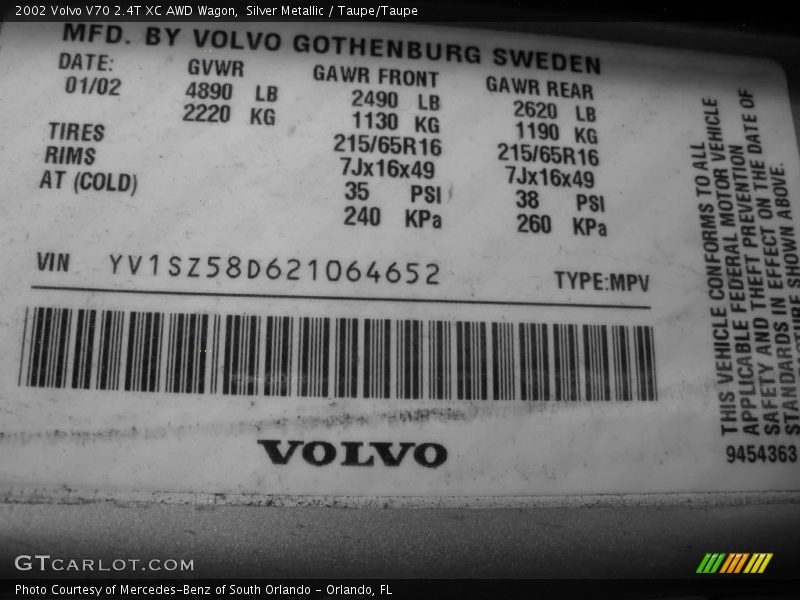 2002 Volvo V70 2.4T XC AWD Wagon, Silver Metallic / Taupe/Taupe
MFD. BY VOLVO GOTHENBURG SWEDEN
DATE: GVWR GAWR FRONT GAWR REAR
01/02 4890 LB 2490 LB 2620 LB
2220 KG 1130 KG 1190 KG
TIRES 215/65R16 215/65R16
RIMS 7Jx16x49 7Jx16x49
AT (COLD) 35 PSI 38 PSI
240 KPa 260 KPa
VIN YV1SZ58D621064652 TYPE:MPV
VOLVO
THIS VEHICLE CONFORMS TO ALL
APPLICABLE FEDERAL MOTOR VEHICLE
SAFETY AND THEFT PREVENTION
STANDARDS IN EFFECT ON THE DATE OF
SHOWN ABOVE.
9454363
GTCARLOT.COM
Photo Courtesy of Mercedes-Benz of South Orlando - Orlando, FL